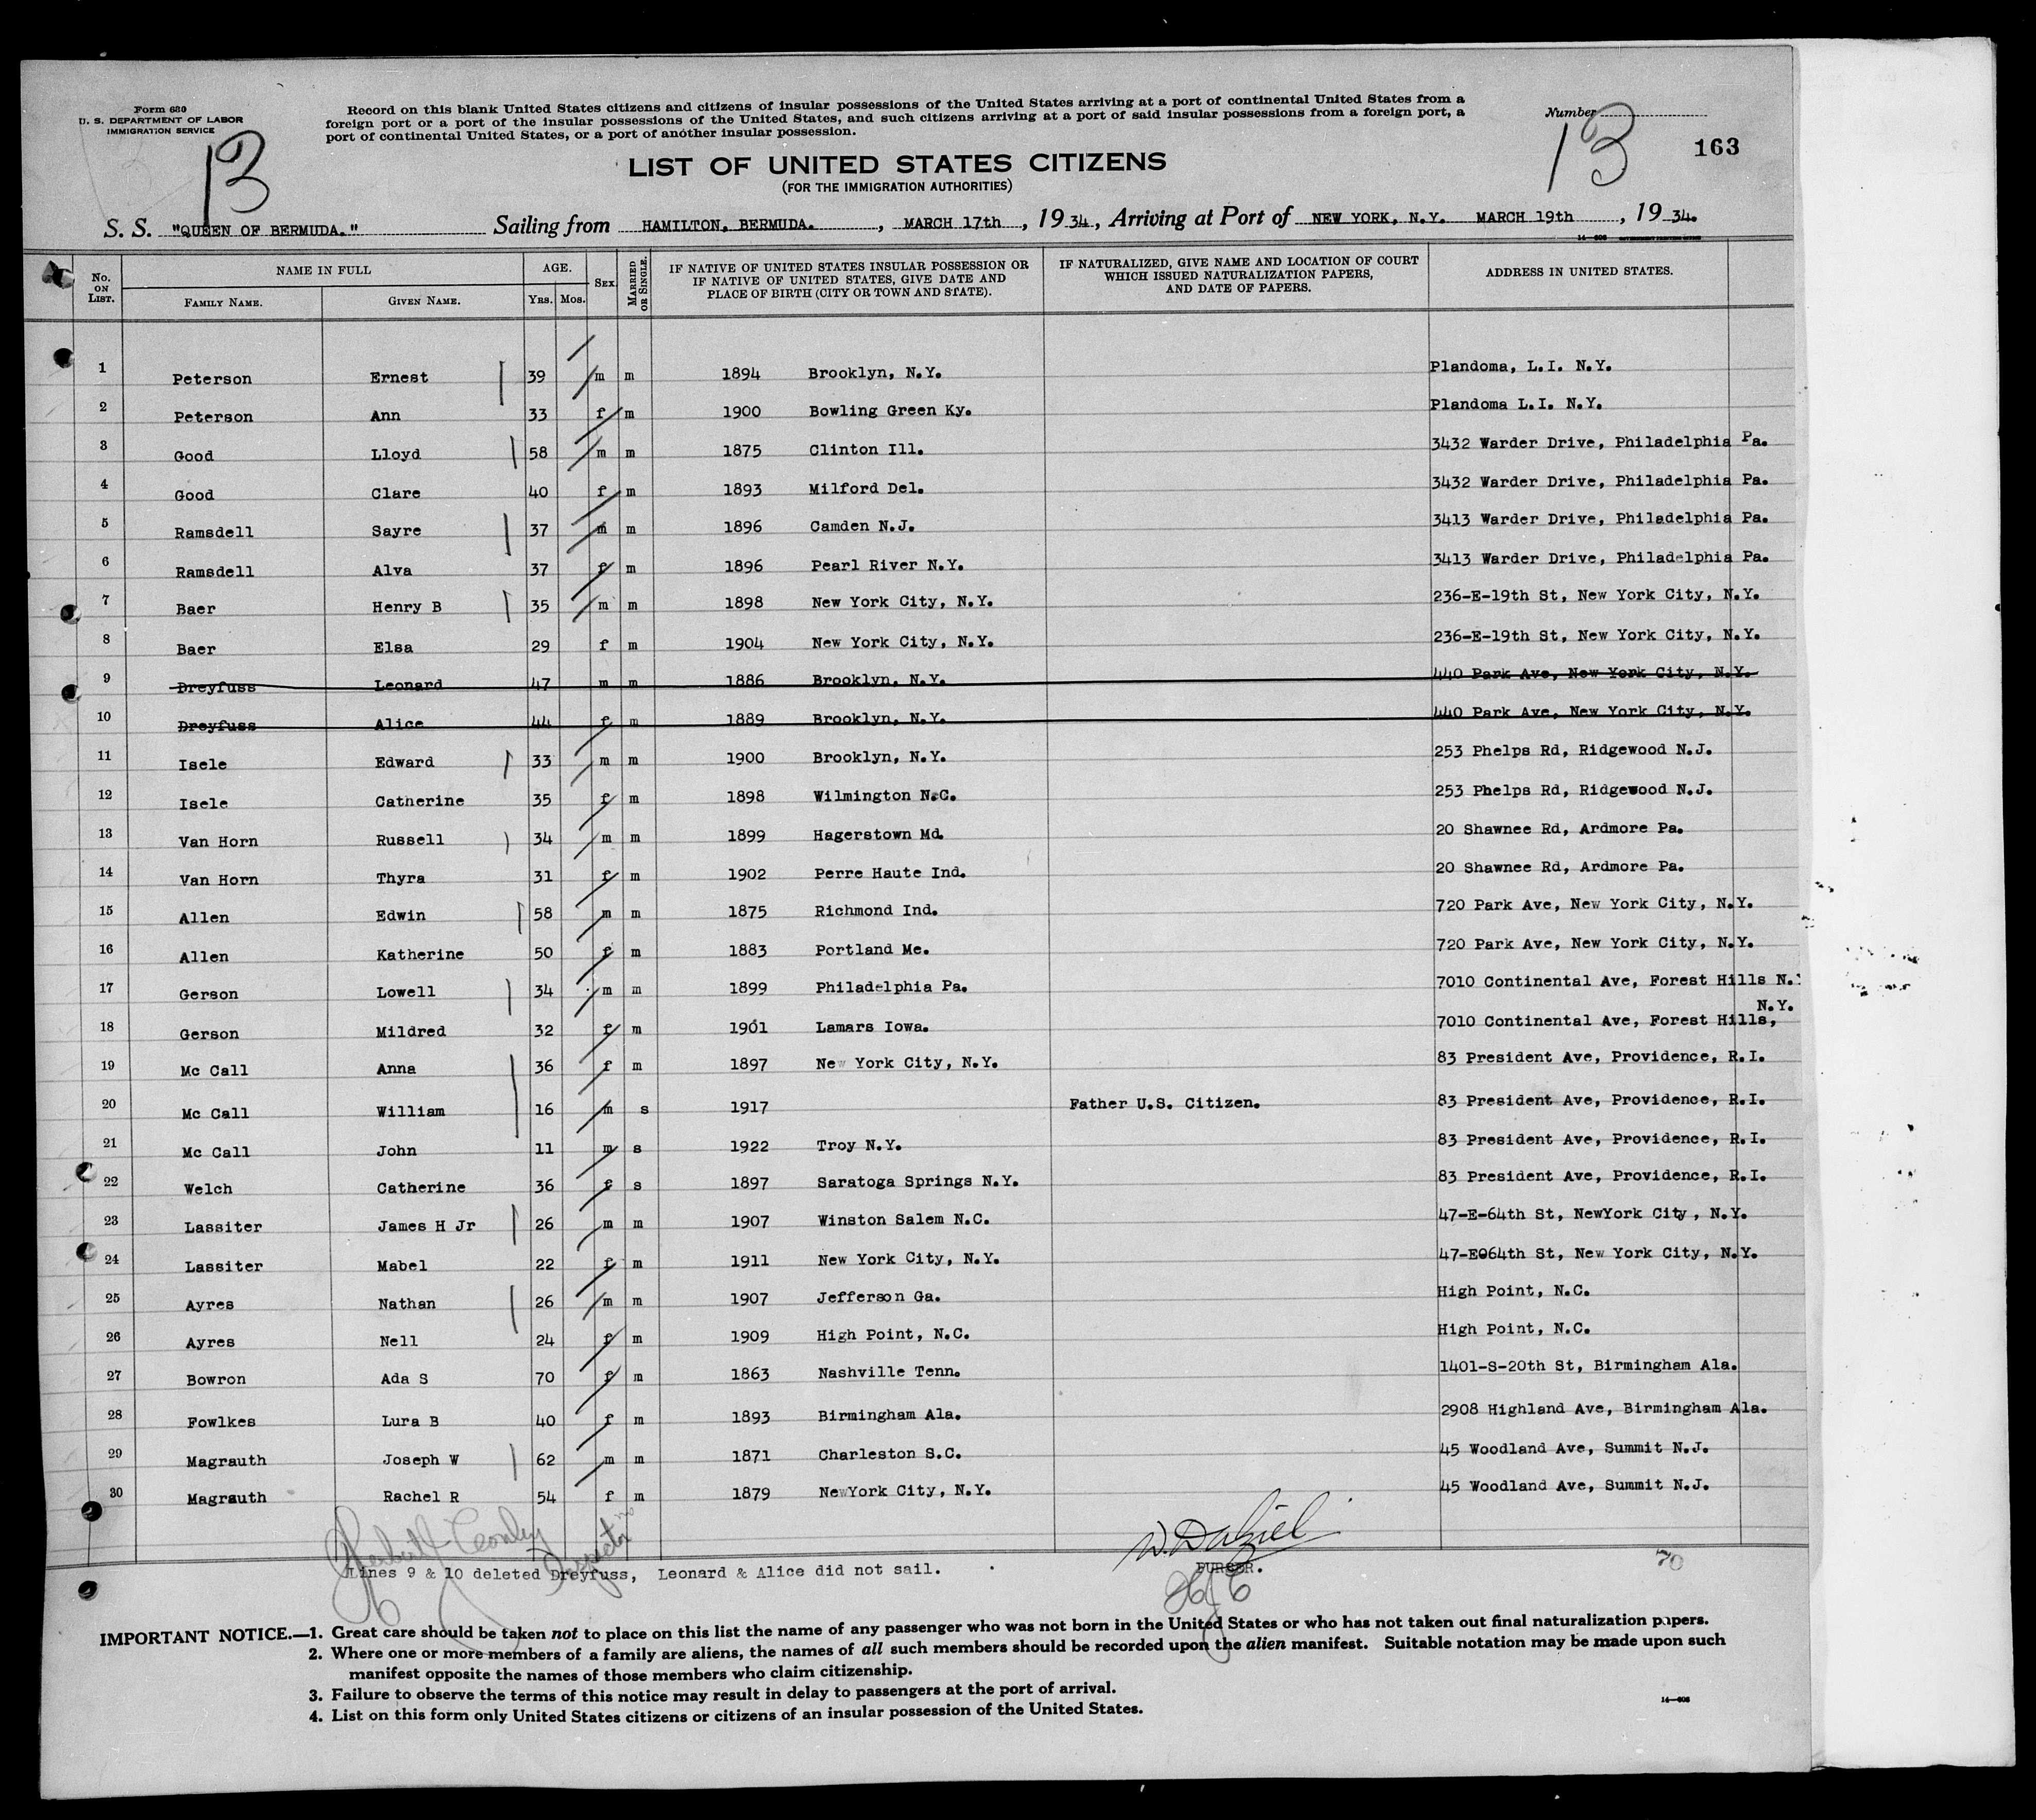 Form 630
U. S. DEPARTMENT OF LABOR
IMMIGRATION SERVICE
Record on this blank United States citizens and citizens of insular possessions of the United States arriving at a port of continental United States from a
foreign port or a port of the insular possessions of the United States, and such citizens arriving at a port of said insular possessions from a foreign port, a
port of continental United States, or a port of another insular possession.
Number
13
13
163
LIST OF UNITED STATES CITIZENS
(FOR THE IMMIGRATION AUTHORITIES)
S. S. "QUEEN OF BERMUDA." Sailing from HAMILTON, BERMUDA. , MARCH 17th , 19 34, Arriving at Port of NEW YORK, N.Y. MARCH 19th , 19 34.
No. ON LIST. NAME IN FULL FAMILY NAME. GIVEN NAME. AGE. YRS. MOS. SEX MARRIED OR SINGLE. IF NATIVE OF UNITED STATES INSULAR POSSESSION OR IF NATIVE OF UNITED STATES, GIVE DATE AND PLACE OF BIRTH (CITY OR TOWN AND STATE). IF NATURALIZED, GIVE NAME AND LOCATION OF COURT WHICH ISSUED NATURALIZATION PAPERS, AND DATE OF PAPERS. ADDRESS IN UNITED STATES.
1 Peterson Ernest 39 m m 1894 Brooklyn, N.Y. Plandoma, L.I. N.Y.
2 Peterson Ann 33 f m 1900 Bowling Green Ky. Plandoma L.I. N.Y.
3 Good Lloyd 58 m m 1875 Clinton Ill. 3432 Warder Drive, Philadelphia Pa.
4 Good Clare 40 f m 1893 Milford Del. 3432 Warder Drive, Philadelphia Pa.
5 Ramsdell Sayre 37 m m 1896 Camden N.J. 3413 Warder Drive, Philadelphia Pa.
6 Ramsdell Alva 37 f m 1896 Pearl River N.Y. 3413 Warder Drive, Philadelphia Pa.
7 Baer Henry B 35 m m 1898 New York City, N.Y. 236-E-19th St, New York City, N.Y.
8 Baer Elsa 29 f m 1904 New York City, N.Y. 236-E-19th St, New York City, N.Y.
9 Dreyfuss Leonard 47 m m 1886 Brooklyn, N.Y. 440 Park Ave, New York City, N.Y.
10 Dreyfuss Alice 44 f m 1889 Brooklyn, N.Y. 440 Park Ave, New York City, N.Y.
11 Isele Edward 33 m m 1900 Brooklyn, N.Y. 253 Phelps Rd, Ridgewood N.J.
12 Isele Catherine 35 f m 1898 Wilmington N.C. 253 Phelps Rd, Ridgewood N.J.
13 Van Horn Russell 34 m m 1899 Hagerstown Md. 20 Shawnee Rd, Ardmore Pa.
14 Van Horn Thyra 31 f m 1902 Perre Haute Ind. 20 Shawnee Rd, Ardmore Pa.
15 Allen Edwin 58 m m 1875 Richmond Ind. 720 Park Ave, New York City, N.Y.
16 Allen Katherine 50 f m 1883 Portland Me. 720 Park Ave, New York City, N.Y.
17 Gerson Lowell 34 m m 1899 Philadelphia Pa. 7010 Continental Ave, Forest Hills N.Y
18 Gerson Mildred 32 f m 1901 Lamars Iowa. 7010 Continental Ave, Forest Hills, N.Y.
19 Mc Call Anna 36 f m 1897 New York City, N.Y. 83 President Ave, Providence, R.I.
20 Mc Call William 16 m s 1917 Father U.S. Citizen. 83 President Ave, Providence, R.I.
21 Mc Call John 11 m s 1922 Troy N.Y. 83 President Ave, Providence, R.I.
22 Welch Catherine 36 f s 1897 Saratoga Springs N.Y. 83 President Ave, Providence, R.I.
23 Lassiter James H Jr 26 m m 1907 Winston Salem N.C. 47-E-64th St, NewYork City, N.Y.
24 Lassiter Mabel 22 f m 1911 New York City, N.Y. 47-E064th St, New York City, N.Y.
25 Ayres Nathan 26 m m 1907 Jefferson Ga. High Point, N.C.
26 Ayres Nell 24 f m 1909 High Point, N.C. High Point, N.C.
27 Bowron Ada S 70 f m 1863 Nashville Tenn. 1401-S-20th St, Birmingham Ala.
28 Fowlkes Lura B 40 f m 1893 Birmingham Ala. 2908 Highland Ave, Birmingham Ala.
29 Magrauth Joseph W 62 m m 1871 Charleston S.C. 45 Woodland Ave, Summit N.J.
30 Magrauth Rachel R 54 f m 1879 NewYork City, N.Y. 45 Woodland Ave, Summit N.J.
Inspector
W. Dalziel
PURSER.
70
Lines 9 & 10 deleted Dreyfuss, Leonard & Alice did not sail.
IMPORTANT NOTICE.—1. Great care should be taken not to place on this list the name of any passenger who was not born in the United States or who has not taken out final naturalization papers.
2. Where one or more members of a family are aliens, the names of all such members should be recorded upon the alien manifest. Suitable notation may be made upon such
manifest opposite the names of those members who claim citizenship.
3. Failure to observe the terms of this notice may result in delay to passengers at the port of arrival.
4. List on this form only United States citizens or citizens of an insular possession of the United States.